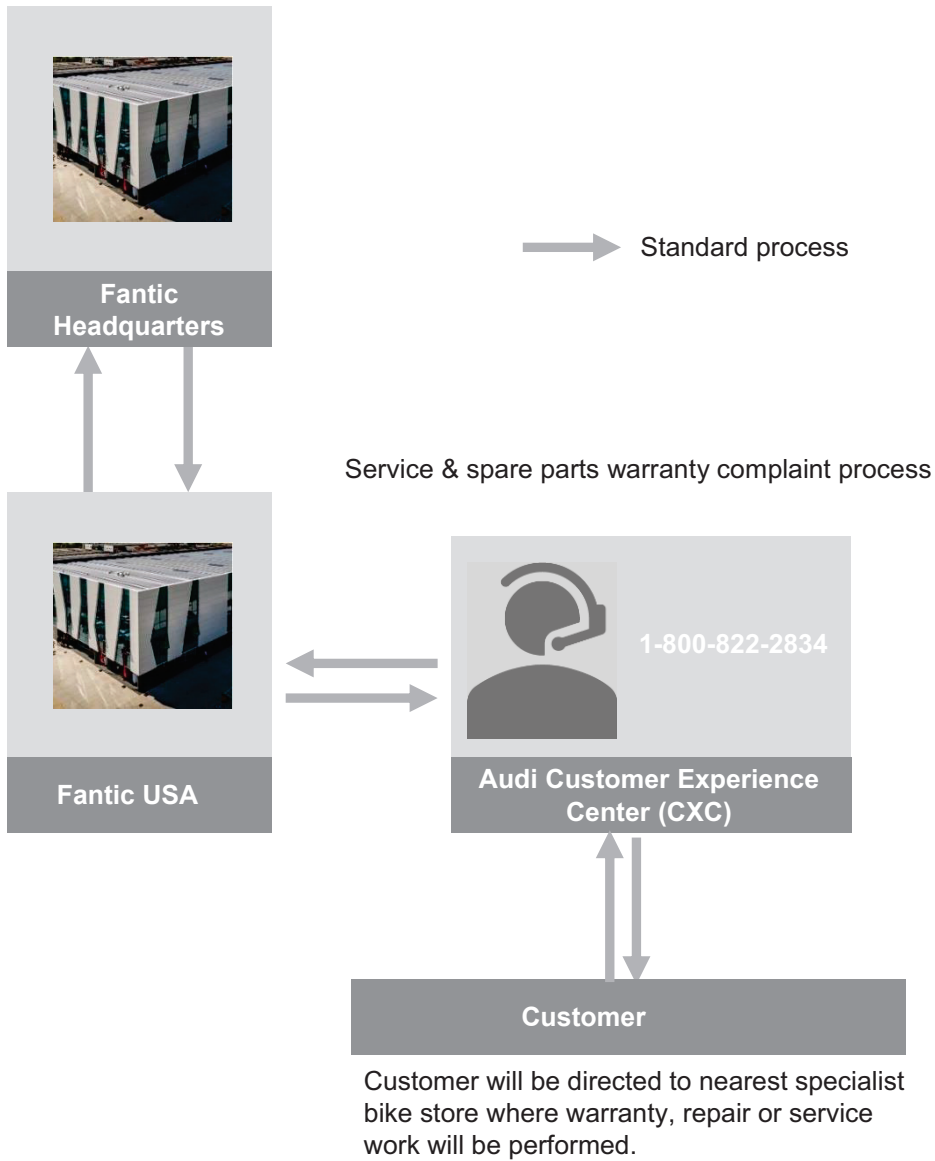 Fantic
Headquarters
Standard process
Service & spare parts warranty complaint process
Fantic USA
1-800-822-2834
Audi Customer Experience
Center (CXC)
Customer
Customer will be directed to nearest specialist
bike store where warranty, repair or service
work will be performed.